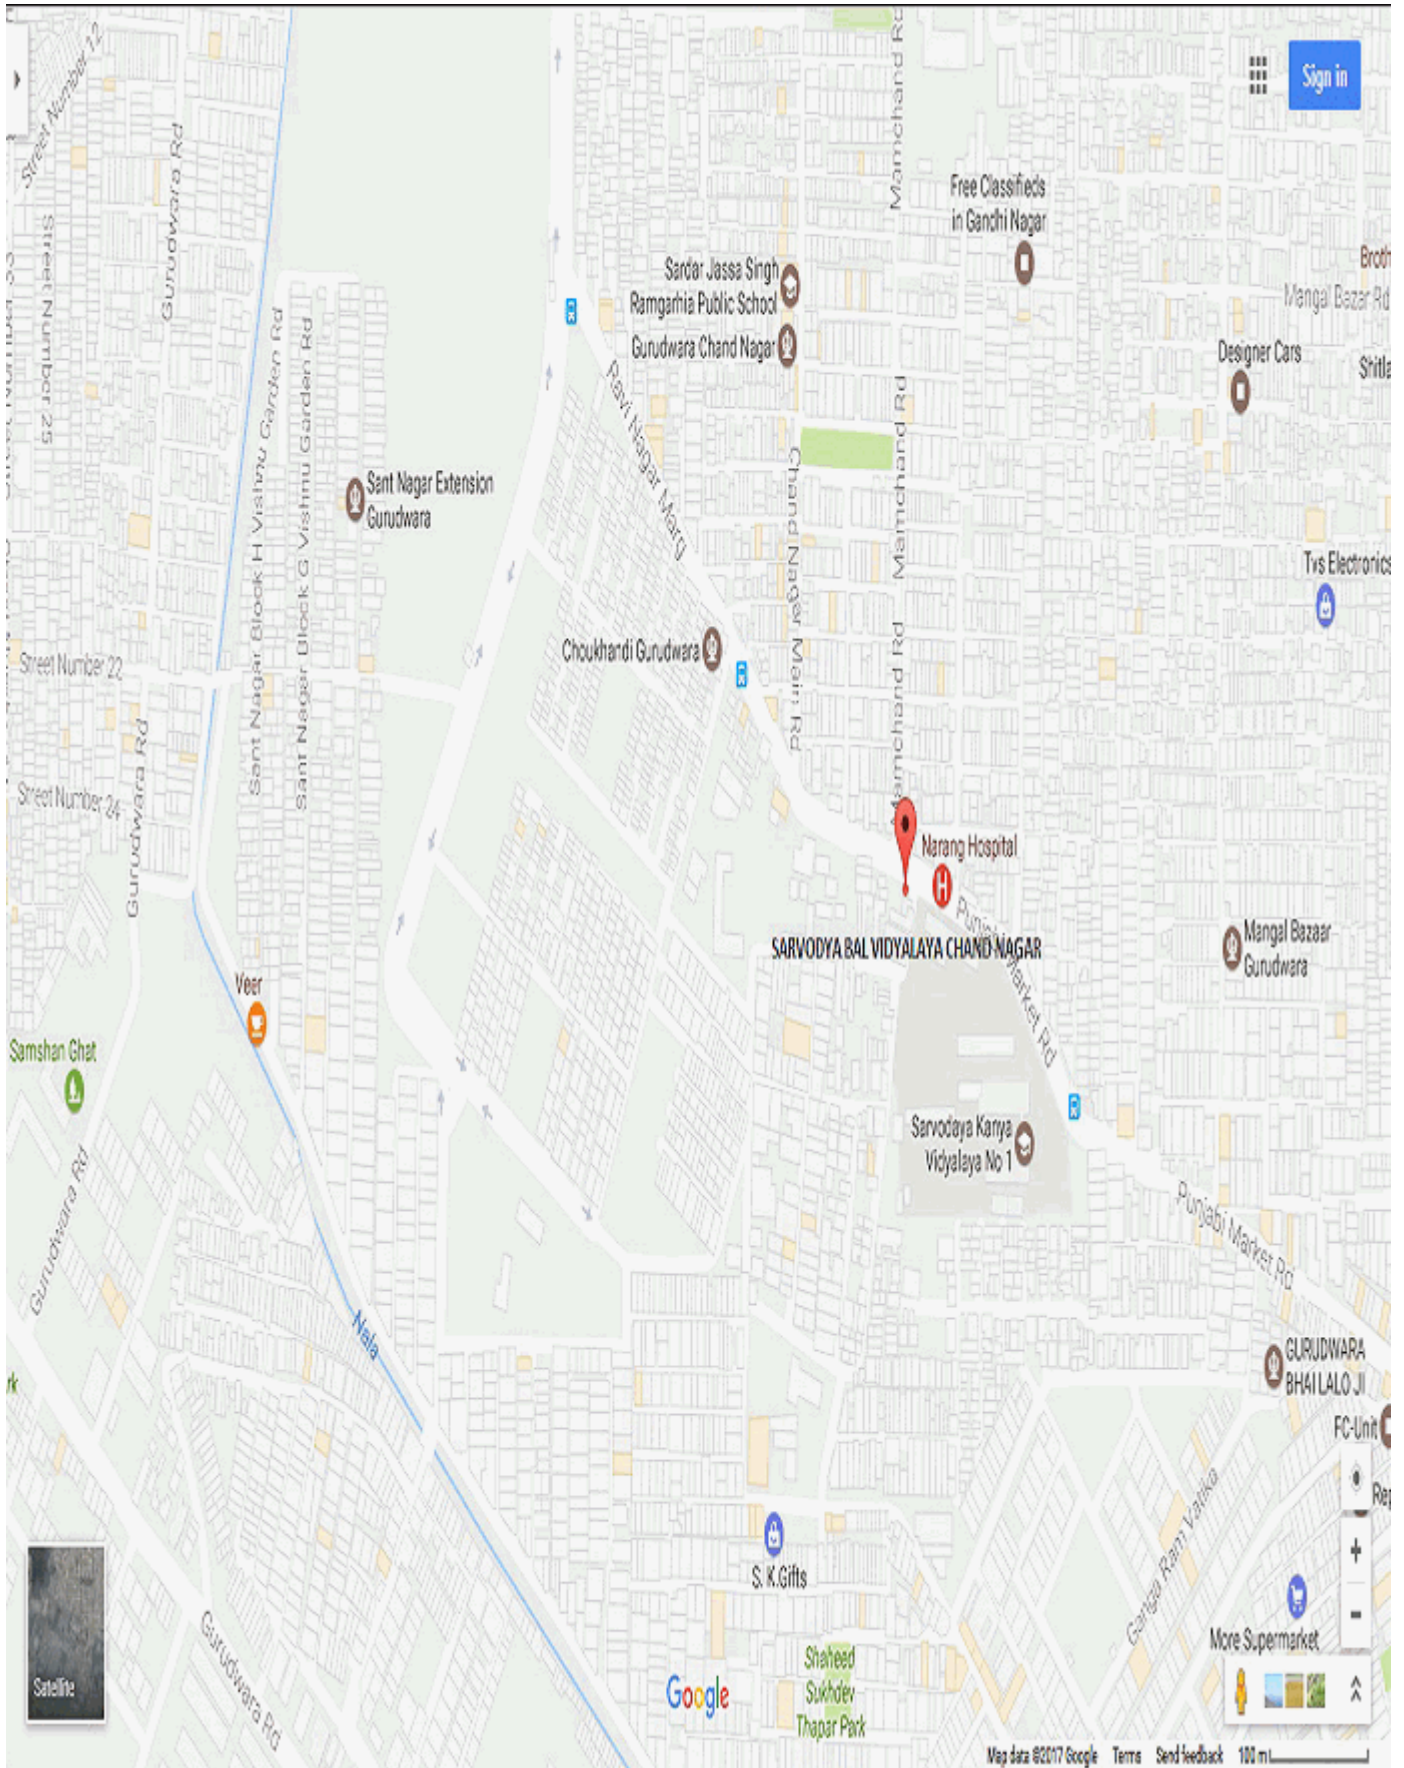 Street Number 12
Sign in
Mamchand Rd
Gurudwara Rd
Free Classifieds
in Gandhi Nagar
Street Number 25
Sardar Jassa Singh
Ramgarhia Public School
Gurudwara Chand Nagar
Mangal Bazar Rd
Designer Cars
Ravi Nagar Marg
Mamchand Rd
Sant Nagar Block H Vishnu Garden Rd
Sant Nagar Block G Vishnu Garden Rd
Sant Nagar Extension
Gurudwara
Chand Nagar Main Rd
Mamchand Rd
Tvs Electronics
Choukhandi Gurudwara
Street Number 22
Mamchand Rd
Gurudwara Rd
Street Number 24
Narang Hospital
Punjabi Market Rd
SARVODYA BAL VIDYALAYA CHAND NAGAR
Mangal Bazaar
Gurudwara
Veer
Samshan Ghat
Sarvodaya Kanya
Vidyalaya No 1
Gurudwara Rd
Punjabi Market Rd
Nala
GURUDWARA
BHAI LALO JI
FC-Unit
Ganga Ram Vatika
S. K.Gifts
More Supermarket
Shaheed
Sukhdev
Thapar Park
Gurudwara Rd
Satellite
Google
Map data ©2017 Google Terms Send feedback 100 m